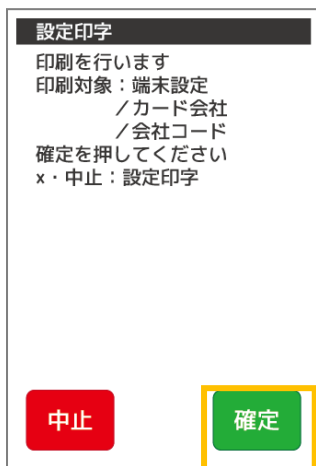 設定印字
印刷を行います
印刷対象：端末設定
／カード会社
／会社コード
確定を押してください
x・中止：設定印字
中止
確定